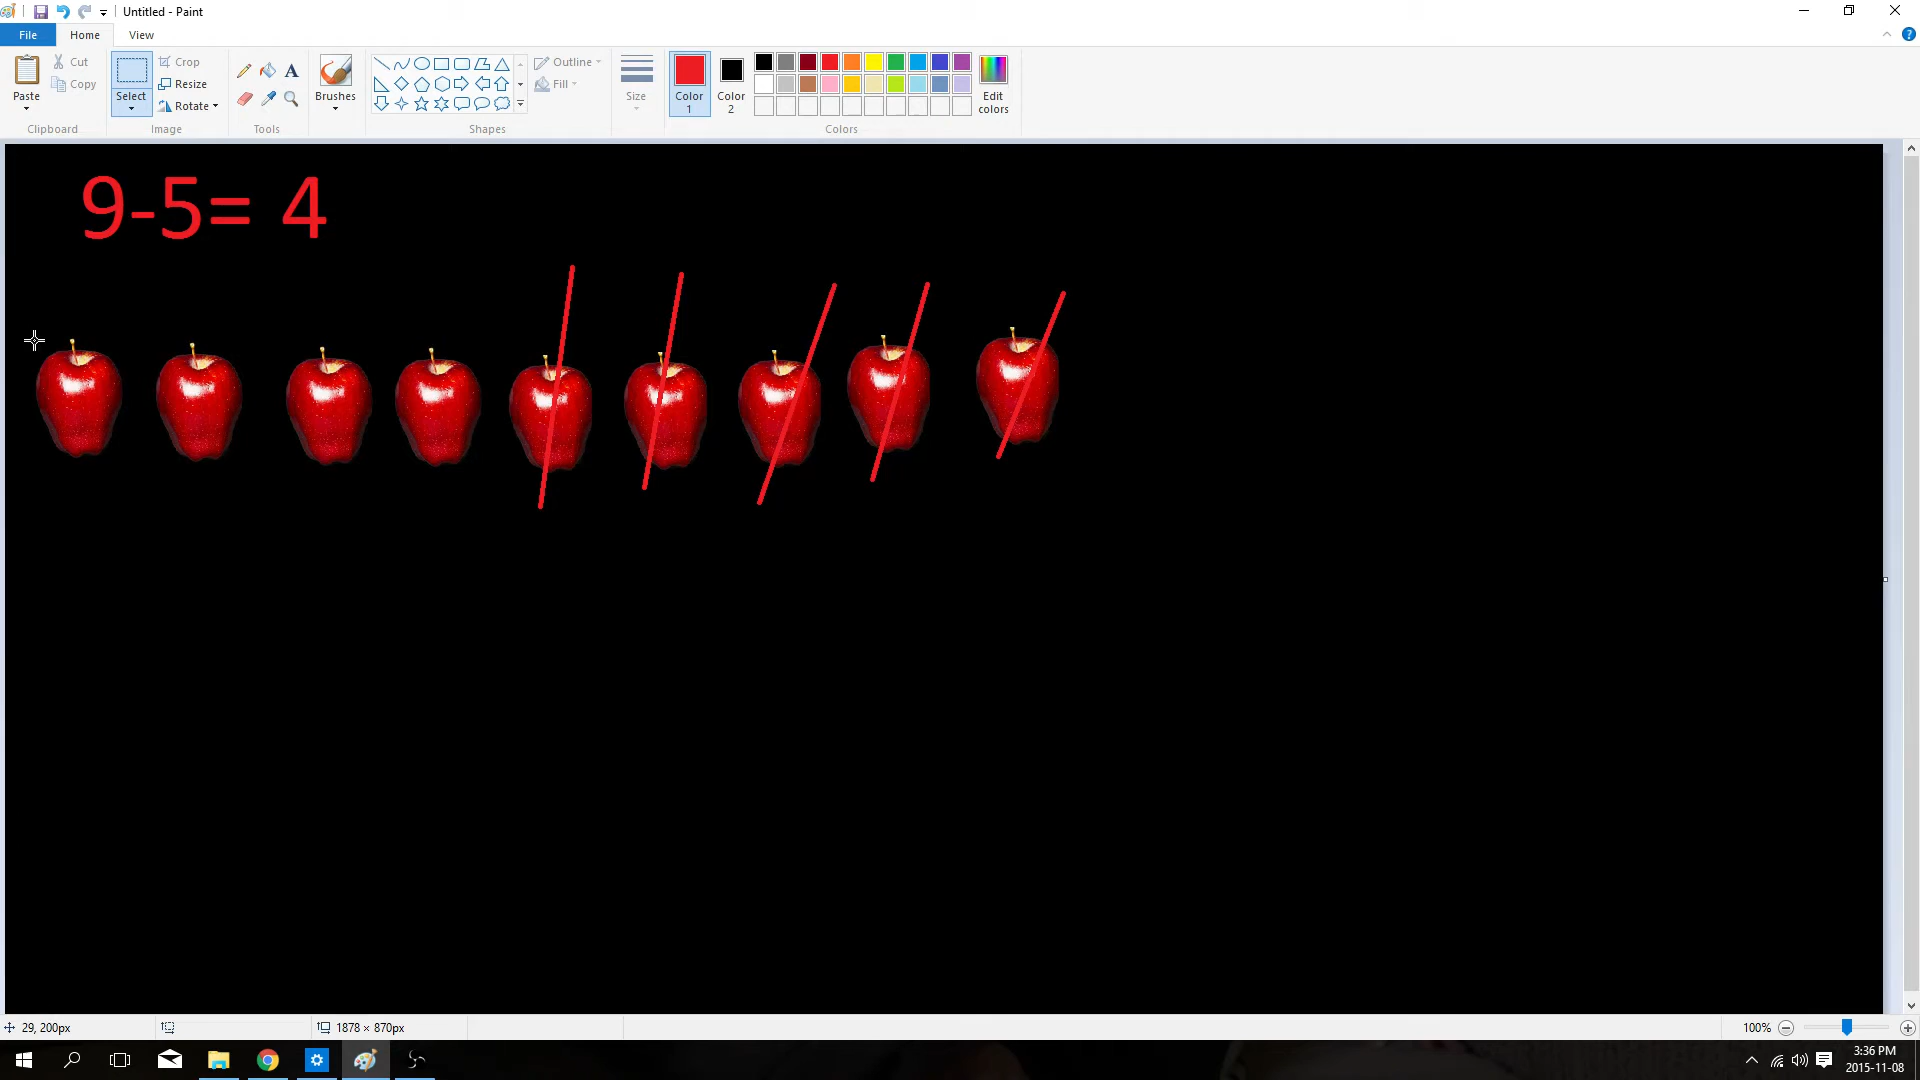 Untitled - Paint
File Home View
Paste
Cut
Copy
Clipboard
Select
Crop
Resize
Rotate
Image
A
Tools
Brushes
Shapes
Outline
Fill
Size
Color 1
Color 2
Edit colors
Colors
9-5= 4
29, 200px
1878 × 870px
100%
3:36 PM
2015-11-08